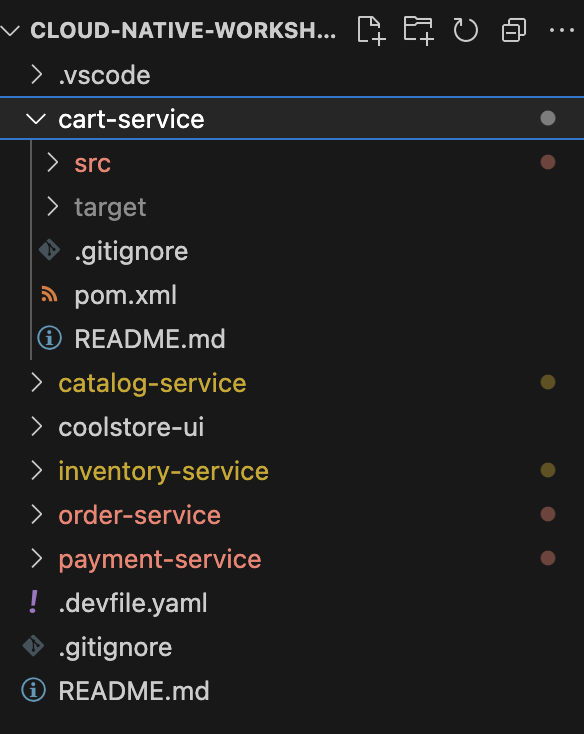 CLOUD-NATIVE-WORKSH...
.vscode
cart-service
src
target
.gitignore
pom.xml
README.md
catalog-service
coolstore-ui
inventory-service
order-service
payment-service
.devfile.yaml
.gitignore
README.md